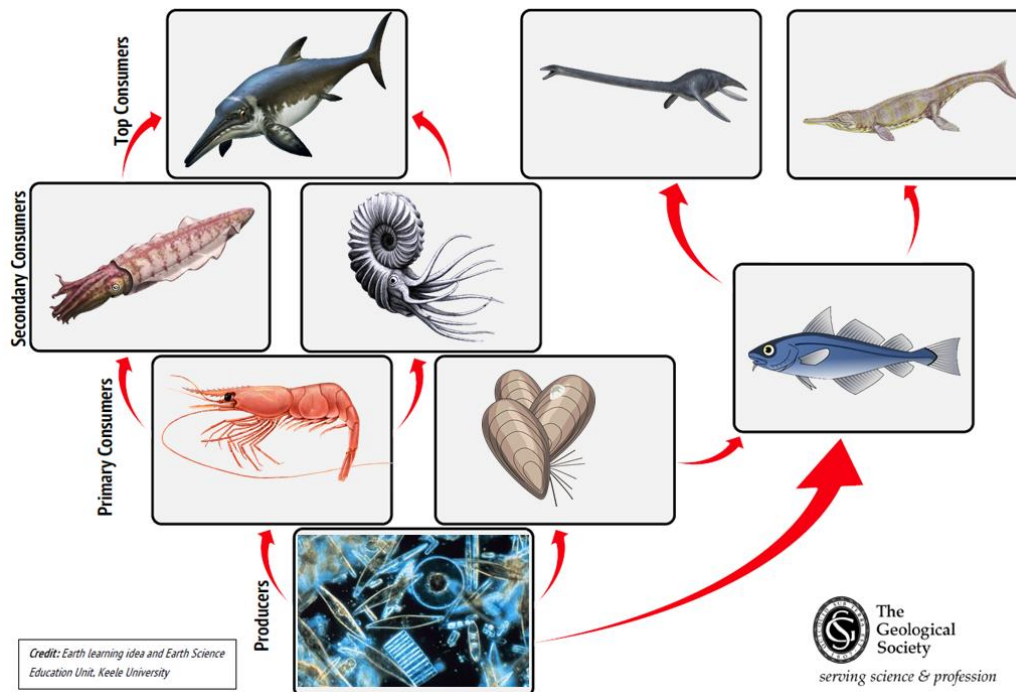 Top Consumers
Secondary Consumers
Primary Consumers
Producers
Credit: Earth learning idea and Earth Science
Education Unit, Keele University
The
Geological
Society
serving science & profession